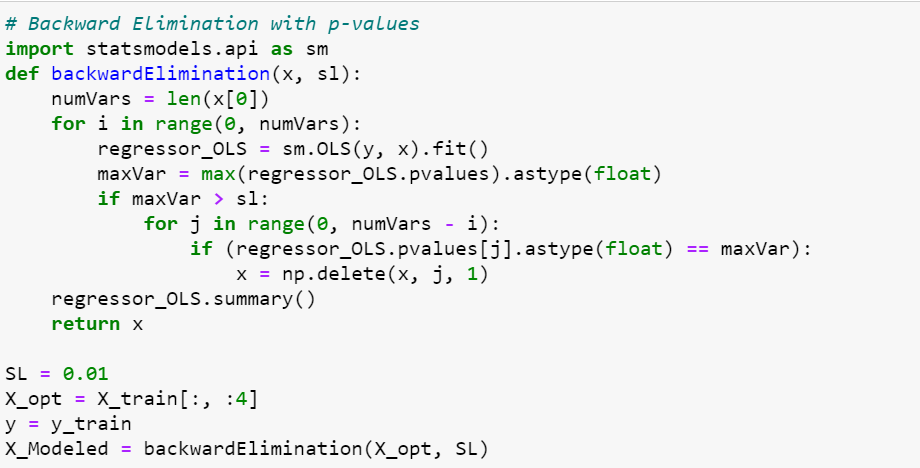 # Backward Elimination with p-values
import statsmodels.api as sm
def backwardElimination(x, sl):
    numVars = len(x[0])
    for i in range(0, numVars):
        regressor_OLS = sm.OLS(y, x).fit()
        maxVar = max(regressor_OLS.pvalues).astype(float)
        if maxVar > sl:
            for j in range(0, numVars - i):
                if (regressor_OLS.pvalues[j].astype(float) == maxVar):
                    x = np.delete(x, j, 1)
    regressor_OLS.summary()
    return x

SL = 0.01
X_opt = X_train[:, :4]
y = y_train
X_Modeled = backwardElimination(X_opt, SL)